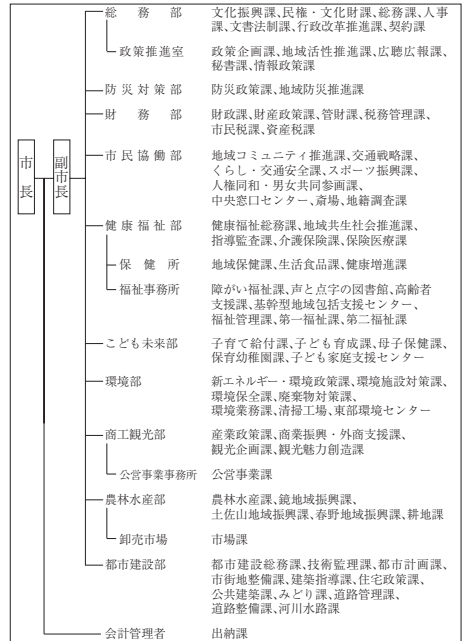 市長
副市長
総務部 文化振興課、民権・文化財課、総務課、人事
課、文書法制課、行政改革推進課、契約課
政策推進室 政策企画課、地域活性推進課、広聴広報課、
秘書課、情報政策課
防災対策部 防災政策課、地域防災推進課
財務部 財政課、財産政策課、管財課、税務管理課、
市民税課、資産税課
市民協働部 地域コミュニティ推進課、交通戦略課、
くらし・交通安全課、スポーツ振興課、
人権同和・男女共同参画課、
中央窓口センター、斎場、地籍調査課
健康福祉部 健康福祉総務課、地域共生社会推進課、
指導監査課、介護保険課、保険医療課
保健所 地域保健課、生活食品課、健康増進課
福祉事務所 障がい福祉課、声と点字の図書館、高齢者
支援課、基幹型地域包括支援センター、
福祉管理課、第一福祉課、第二福祉課
こども未来部 子育て給付課、子ども育成課、母子保健課、
保育幼稚園課、子ども家庭支援センター
環境部 新エネルギー・環境政策課、環境施設対策課、
環境保全課、廃棄物対策課、
環境業務課、清掃工場、東部環境センター
商工観光部 産業政策課、商業振興・外商支援課、
観光企画課、観光魅力創造課
公営事業事務所 公営事業課
農林水産部 農林水産課、鏡地域振興課、
土佐山地域振興課、春野地域振興課、耕地課
卸売市場 市場課
都市建設部 都市建設総務課、技術監理課、都市計画課、
市街地整備課、建築指導課、住宅政策課、
公共建築課、みどり課、道路管理課、
道路整備課、河川水路課
会計管理者 出納課